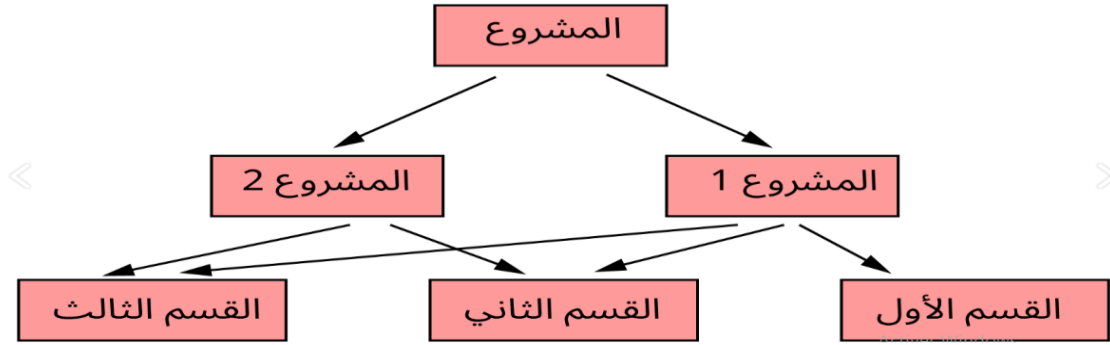 المشروع
المشروع 1
المشروع 2
القسم الأول
القسم الثاني
القسم الثالث